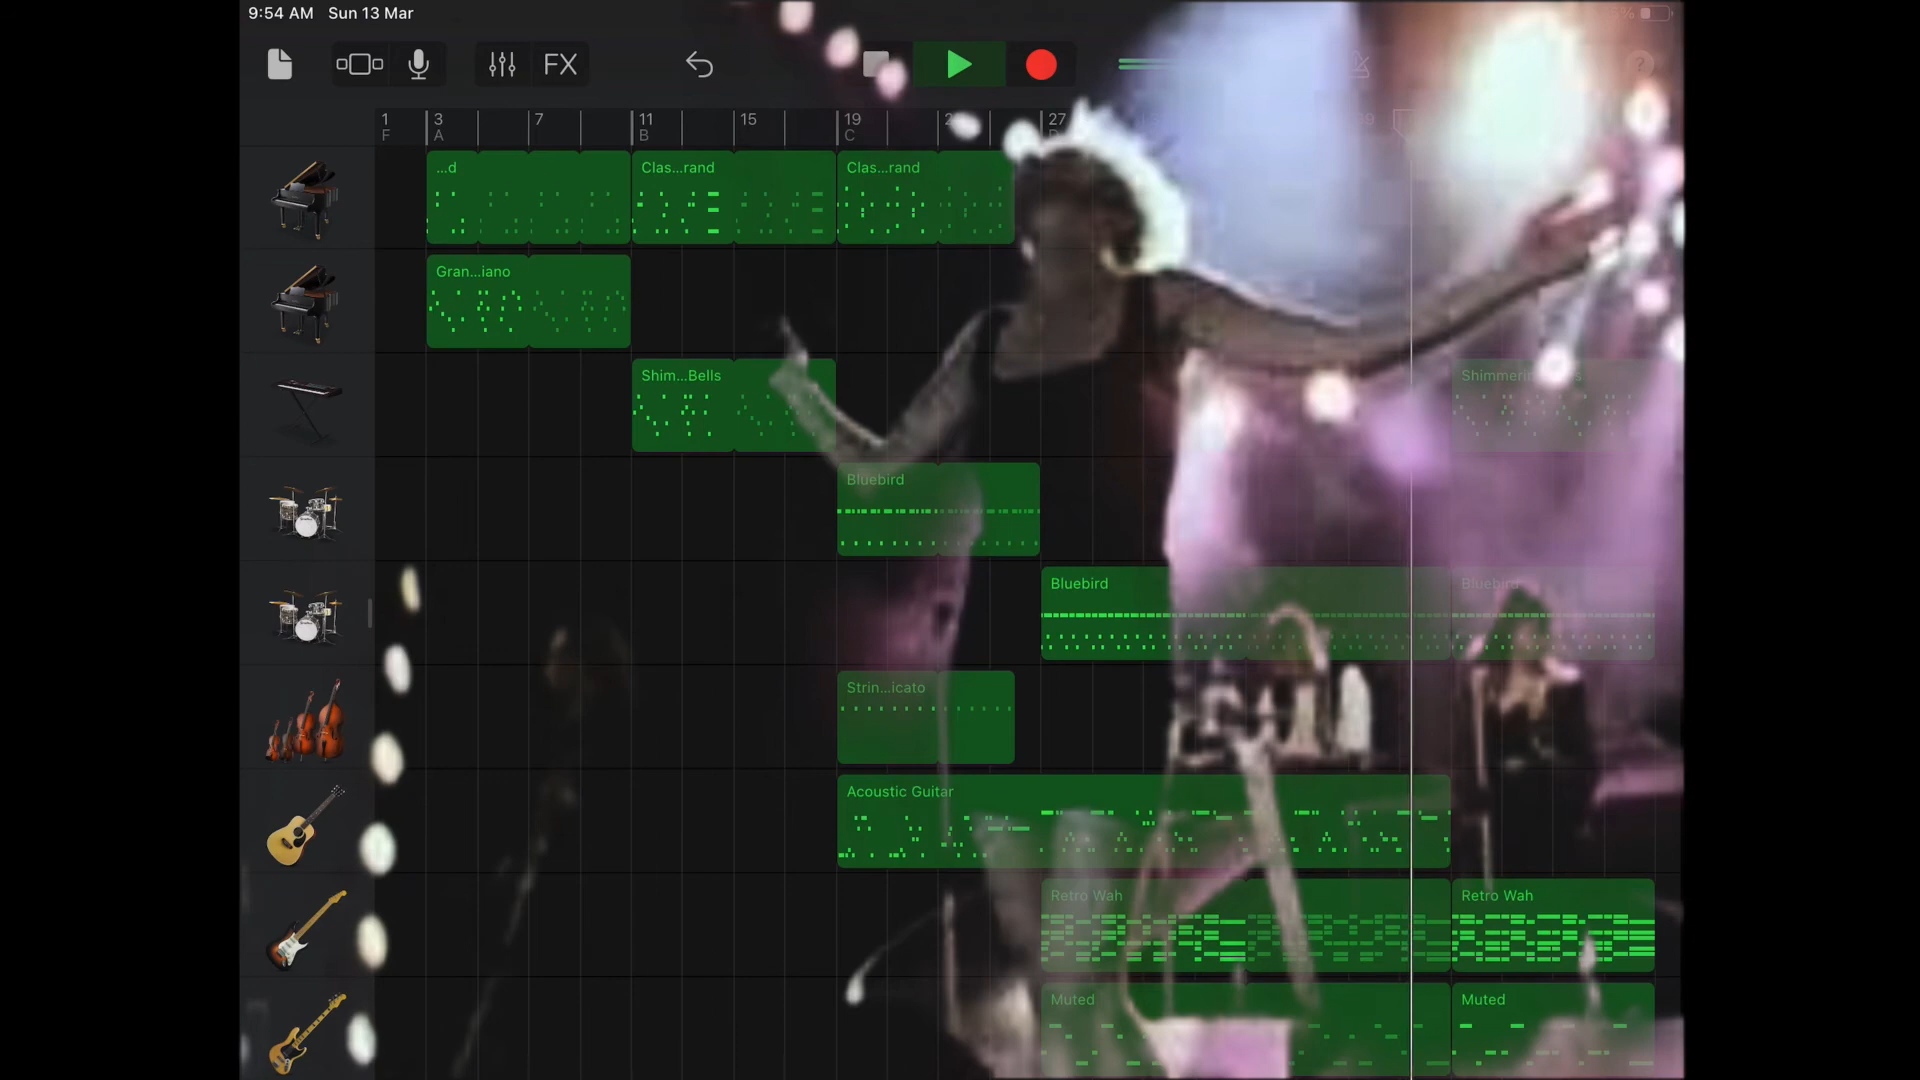 9:54 AM Sun 13 Mar
FX
1 3 7 11 15 19 27
F A B C
...d Clas...rand Clas...rand
Gran...iano
Shim...Bells
Bluebird
Bluebird Bluebird
Strin...icato
Acoustic Guitar
Retro Wah Retro Wah
Muted Muted